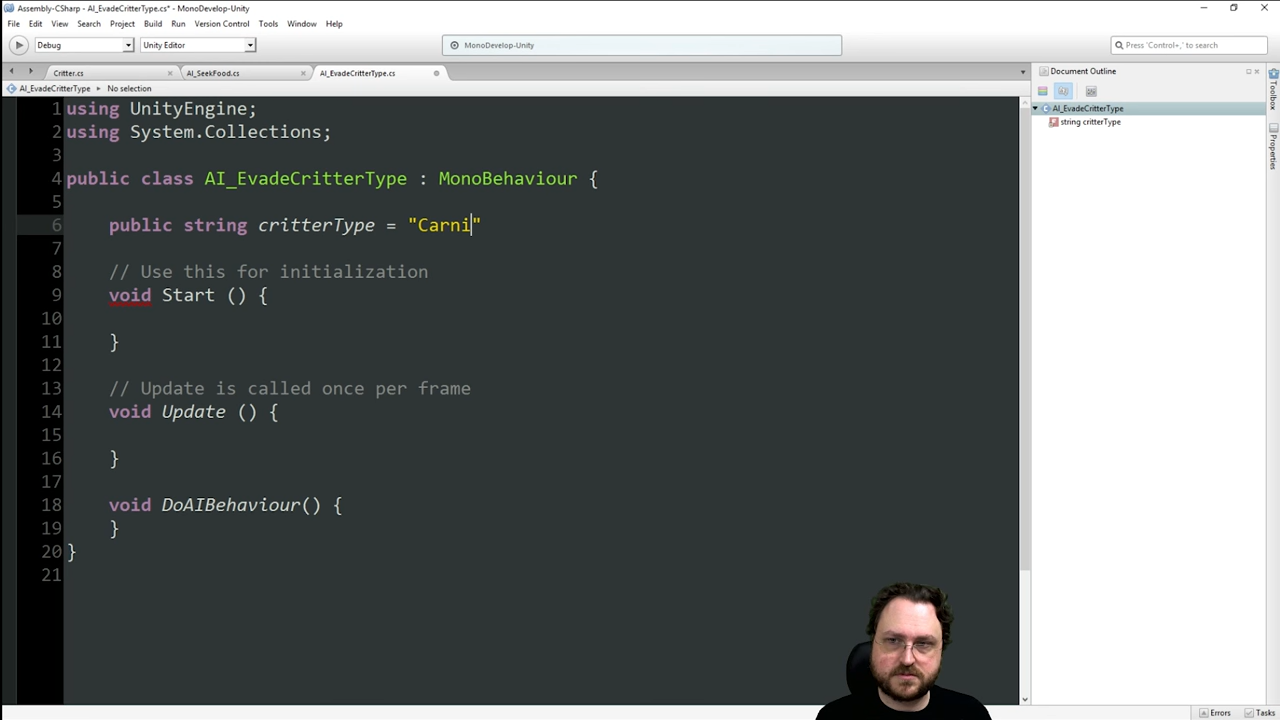 Assembly-CSharp - AI_EvadeCritterType.cs* - MonoDevelop-Unity
File Edit View Search Project Build Run Version Control Tools Window Help
Debug Unity Editor MonoDevelop-Unity Press 'Control+,' to search
Critter.cs AI_SeekFood.cs AI_EvadeCritterType.cs
AI_EvadeCritterType No selection
Document Outline
AI_EvadeCritterType
string critterType
Toolbox
Properties
1 using UnityEngine;
2 using System.Collections;
3
4 public class AI_EvadeCritterType : MonoBehaviour {
5
6 public string critterType = "Carni"
7
8 // Use this for initialization
9 void Start () {
10
11 }
12
13 // Update is called once per frame
14 void Update () {
15
16 }
17
18 void DoAIBehaviour() {
19 }
20 }
21
Errors Tasks